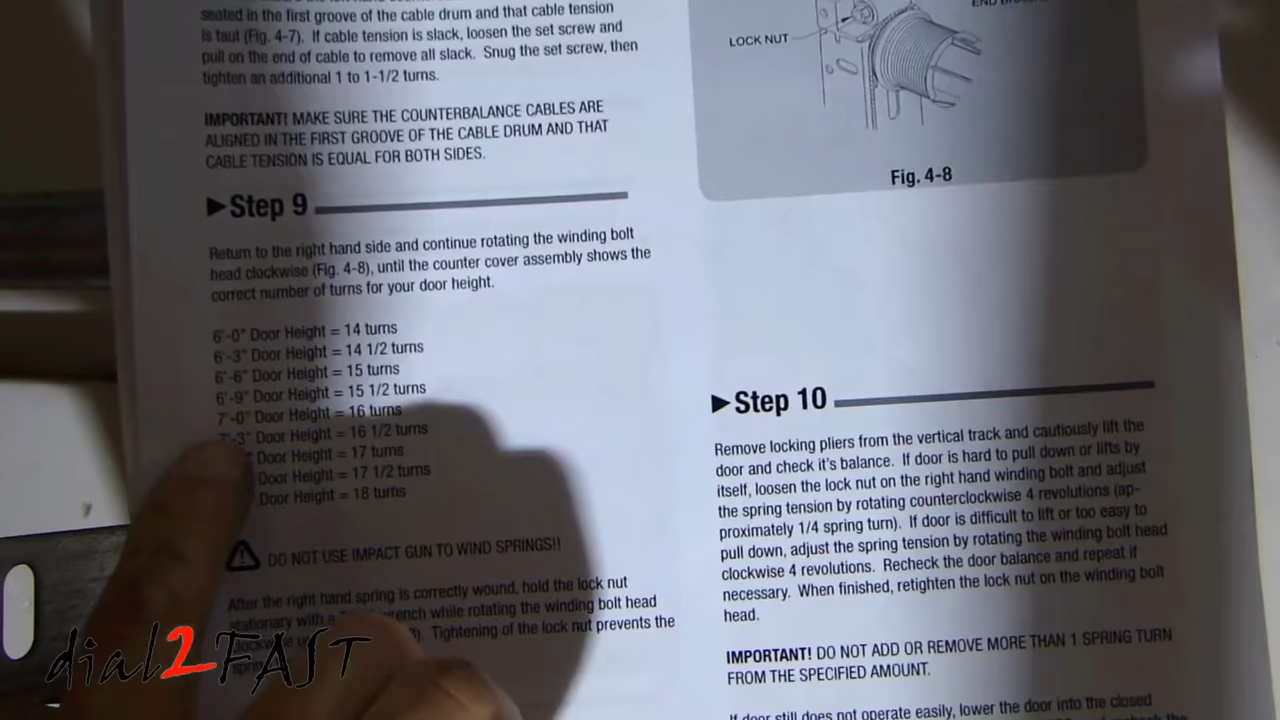 seated in the first groove of the cable drum and that cable tension
is taut (Fig. 4-7). If cable tension is slack, loosen the set screw and
pull on the end of cable to remove all slack. Snug the set screw, then
tighten an additional 1 to 1-1/2 turns.
IMPORTANT! MAKE SURE THE COUNTERBALANCE CABLES ARE
ALIGNED IN THE FIRST GROOVE OF THE CABLE DRUM AND THAT
CABLE TENSION IS EQUAL FOR BOTH SIDES.
►Step 9
Return to the right hand side and continue rotating the winding bolt
head clockwise (Fig. 4-8), until the counter cover assembly shows the
correct number of turns for your door height.
6'-0" Door Height = 14 turns
6'-3" Door Height = 14 1/2 turns
6'-6" Door Height = 15 turns
6'-9" Door Height = 15 1/2 turns
7'-0" Door Height = 16 turns
7'-3" Door Height = 16 1/2 turns
Door Height = 17 turns
Door Height = 17 1/2 turns
Door Height = 18 turns
DO NOT USE IMPACT GUN TO WIND SPRINGS!!
After the right hand spring is correctly wound, hold the lock nut
stationary with a wrench while rotating the winding bolt head
Tightening of the lock nut prevents the
LOCK NUT
Fig. 4-8
►Step 10
Remove locking pliers from the vertical track and cautiously lift the
door and check it's balance. If door is hard to pull down or lifts by
itself, loosen the lock nut on the right hand winding bolt and adjust
the spring tension by rotating counterclockwise 4 revolutions (ap-
proximately 1/4 spring turn). If door is difficult to lift or too easy to
pull down, adjust the spring tension by rotating the winding bolt head
clockwise 4 revolutions. Recheck the door balance and repeat if
necessary. When finished, retighten the lock nut on the winding bolt
head.
IMPORTANT! DO NOT ADD OR REMOVE MORE THAN 1 SPRING TURN
FROM THE SPECIFIED AMOUNT.
If door still does not operate easily, lower the door into the closed
dial2FAST